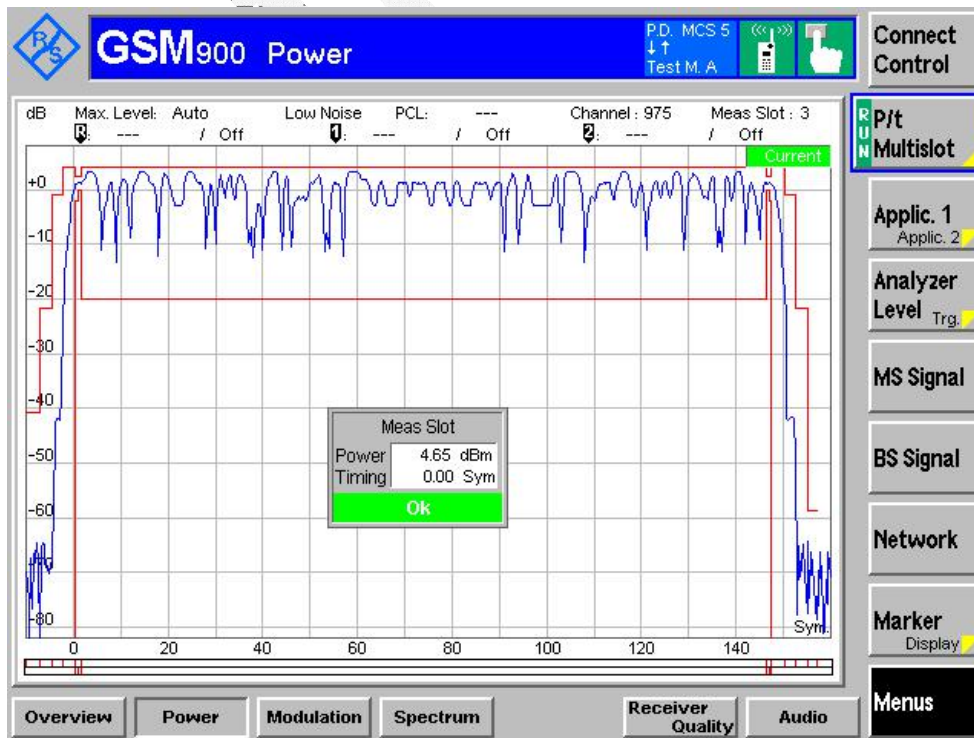 R/S
GSM900 Power
P.D. MCS 5
Test M. A
Connect
Control
dB Max. Level: Auto Low Noise PCL: --- Channel : 975 Meas Slot : 3
R: --- / Off 1: --- / Off 2: --- / Off
Current
RUN
P/t
Multislot
Applic. 1
Applic. 2
Analyzer
Level Trg.
MS Signal
BS Signal
Network
Marker
Display
Menus
+0
-10
-20
-30
-40
-50
-60
-70
-80
Meas Slot
Power 4.65 dBm
Timing 0.00 Sym
Ok
Sym.
0 20 40 60 80 100 120 140
Overview Power Modulation Spectrum Receiver Quality Audio